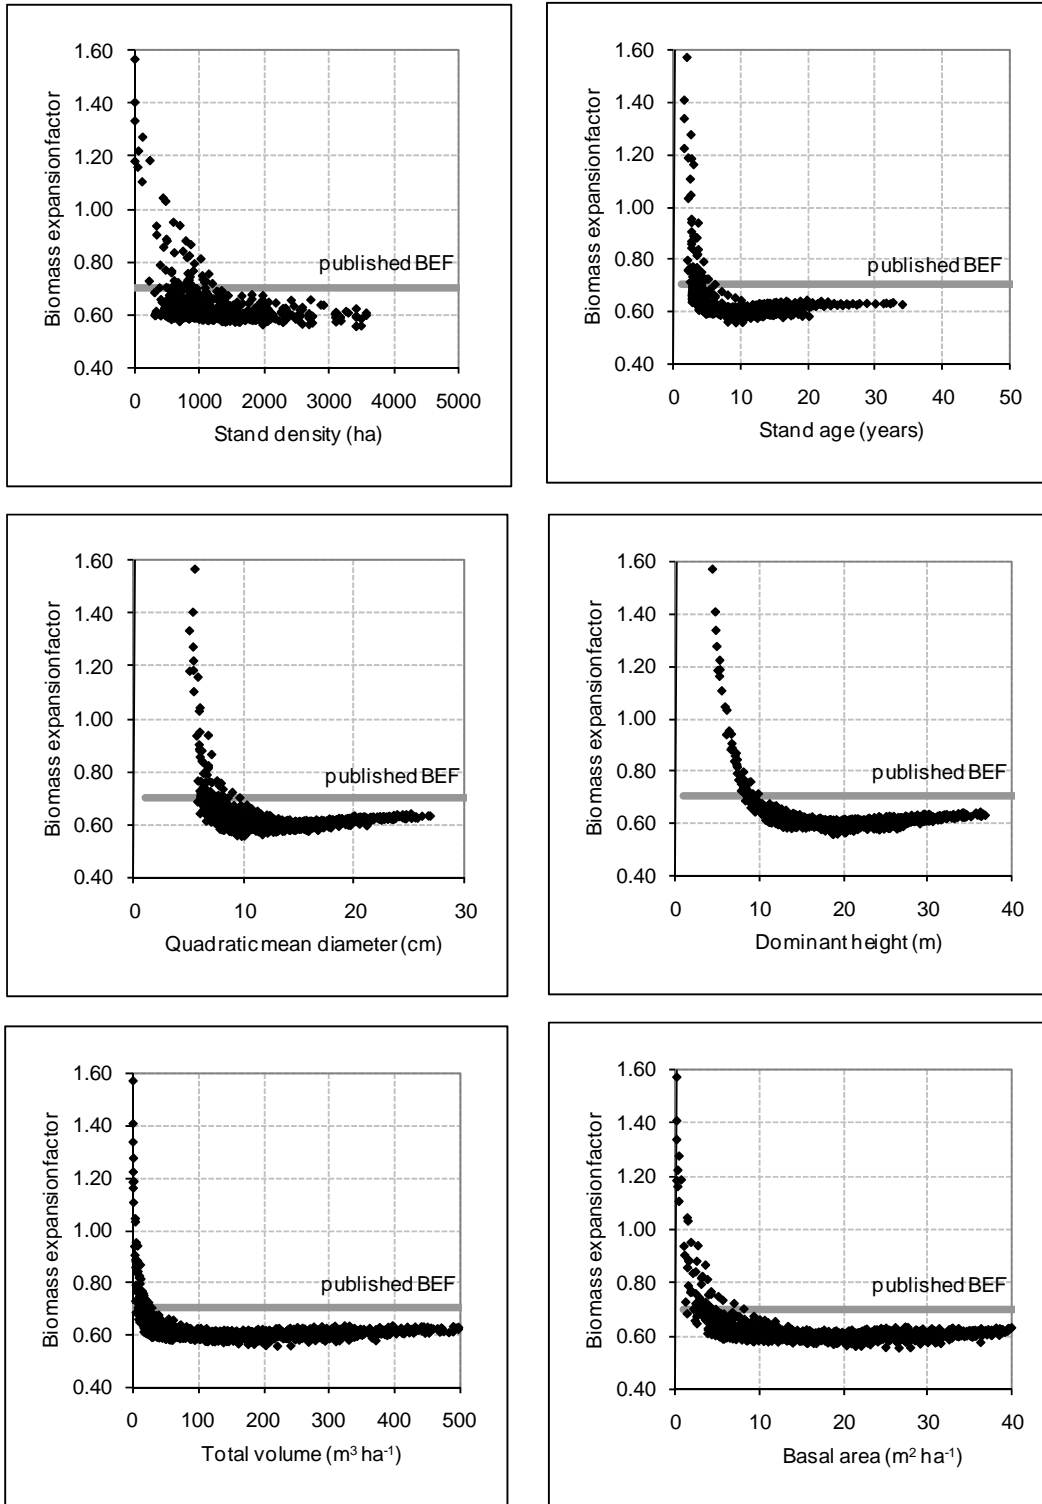 Biomass expansionfactor
1.60
1.40
1.20
1.00
0.80
0.60
0.40
published BEF
0 1000 2000 3000 4000 5000
Stand density (ha)
Biomass expansionfactor
1.60
1.40
1.20
1.00
0.80
0.60
0.40
published BEF
0 10 20 30 40 50
Stand age (years)
Biomass expansionfactor
1.60
1.40
1.20
1.00
0.80
0.60
0.40
published BEF
0 10 20 30
Quadratic mean diameter (cm)
Biomass expansionfactor
1.60
1.40
1.20
1.00
0.80
0.60
0.40
published BEF
0 10 20 30 40
Dominant height (m)
Biomass expansionfactor
1.60
1.40
1.20
1.00
0.80
0.60
0.40
published BEF
0 100 200 300 400 500
Total volume (m³ ha⁻¹)
Biomass expansionfactor
1.60
1.40
1.20
1.00
0.80
0.60
0.40
published BEF
0 10 20 30 40
Basal area (m² ha⁻¹)